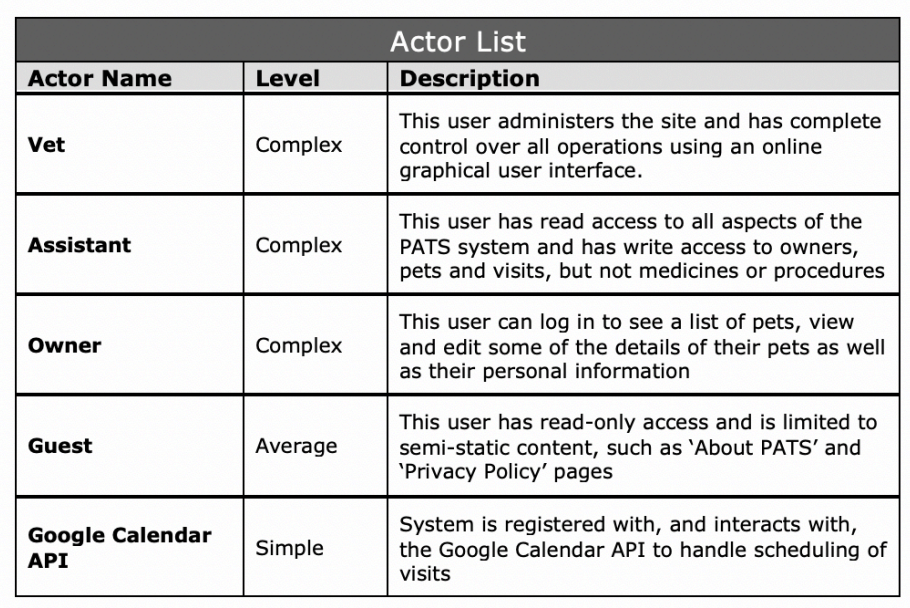 Actor List
Actor Name Level Description
Vet Complex This user administers the site and has complete
control over all operations using an online
graphical user interface.
Assistant Complex This user has read access to all aspects of the
PATS system and has write access to owners,
pets and visits, but not medicines or procedures
Owner Complex This user can log in to see a list of pets, view
and edit some of the details of their pets as well
as their personal information
Guest Average This user has read-only access and is limited to
semi-static content, such as ‘About PATS’ and
‘Privacy Policy’ pages
Google Calendar
API Simple System is registered with, and interacts with,
the Google Calendar API to handle scheduling of
visits